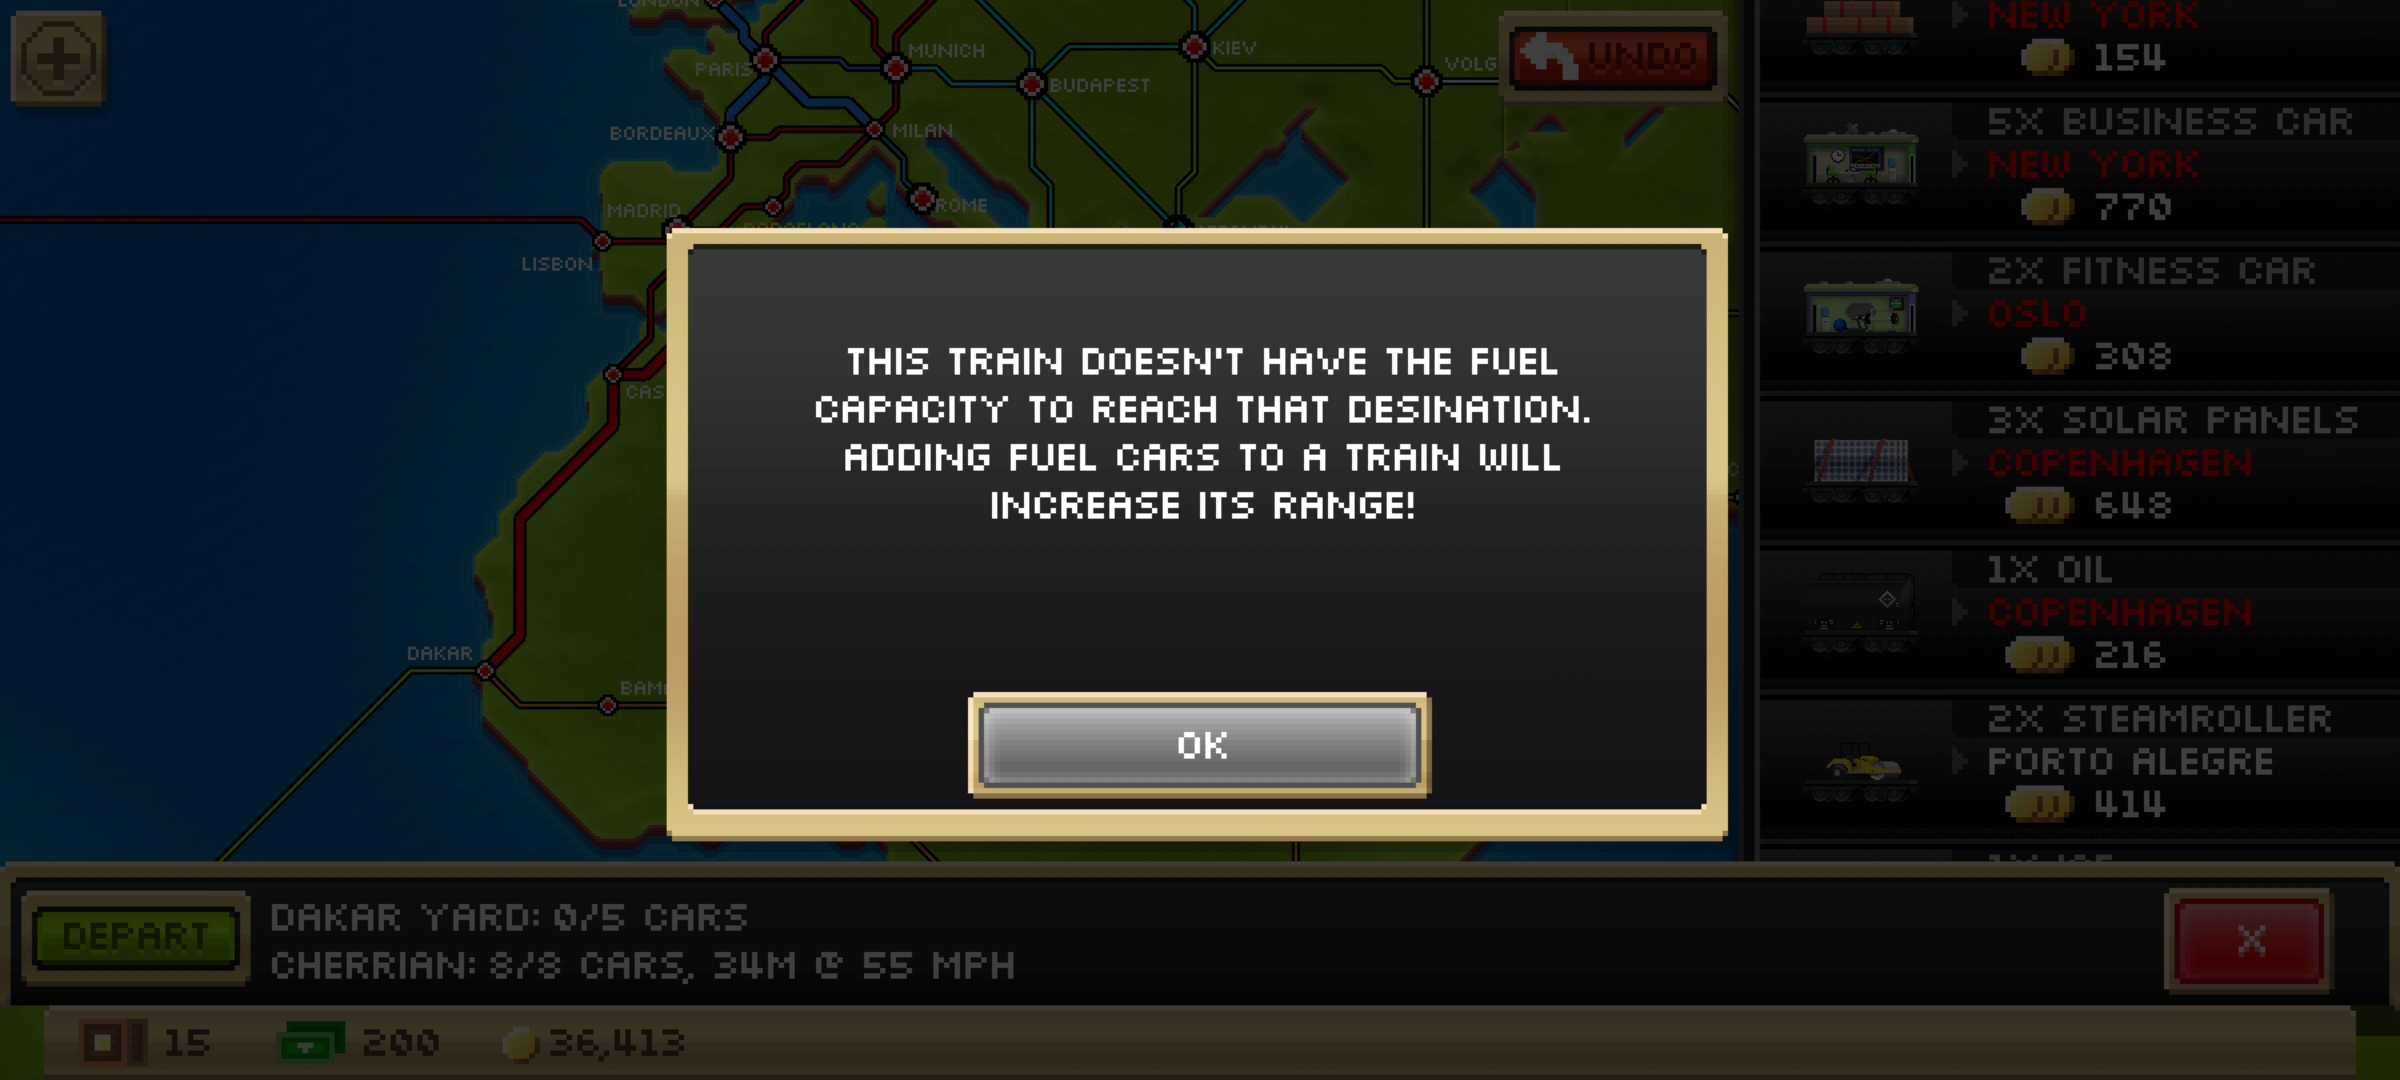 LONDON
PARIS
MUNICH
KIEV
BUDAPEST
VOLG
UNDO
BORDEAUX
MILAN
MADRID
ROME
BARCELONA
LISBON
CAS
DAKAR
BAM
THIS TRAIN DOESN'T HAVE THE FUEL
CAPACITY TO REACH THAT DESINATION.
ADDING FUEL CARS TO A TRAIN WILL
INCREASE ITS RANGE!
OK
NEW YORK
154
5X BUSINESS CAR
NEW YORK
770
2X FITNESS CAR
OSLO
308
3X SOLAR PANELS
COPENHAGEN
648
1X OIL
COPENHAGEN
216
2X STEAMROLLER
PORTO ALEGRE
414
DEPART
DAKAR YARD: 0/5 CARS
CHERRIAN: 8/8 CARS, 34M @ 55 MPH
X
15
200
36,413